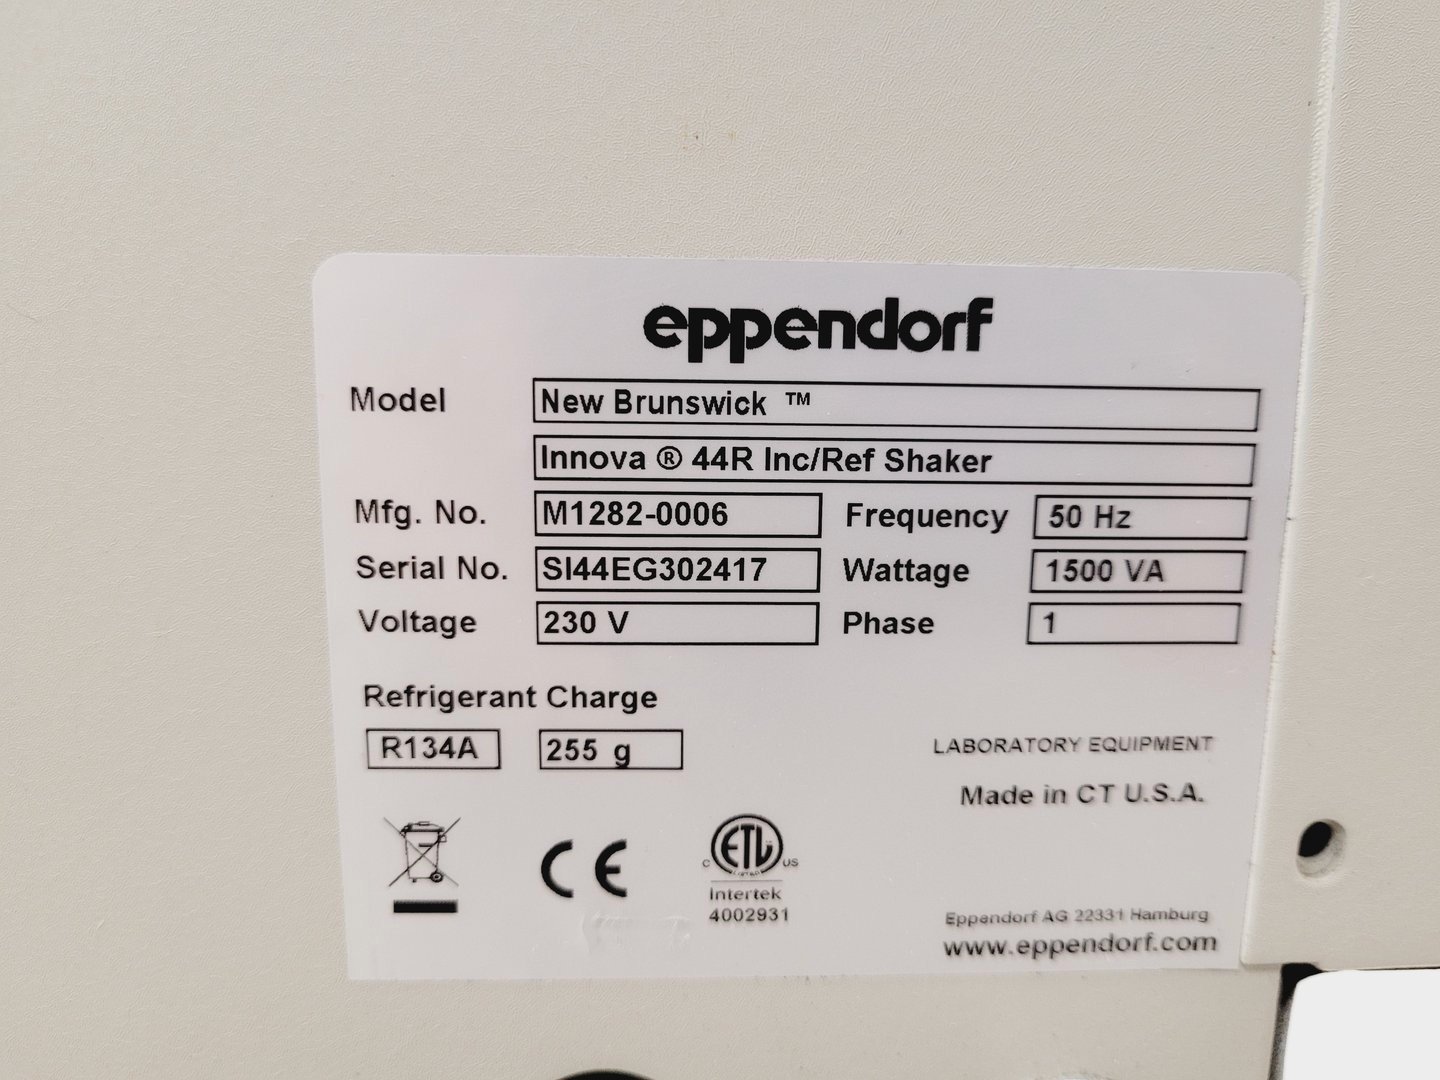 eppendorf
Model New Brunswick ™
Innova ® 44R Inc/Ref Shaker
Mfg. No. M1282-0006 Frequency 50 Hz
Serial No. SI44EG302417 Wattage 1500 VA
Voltage 230 V Phase 1
Refrigerant Charge
R134A 255 g
LABORATORY EQUIPMENT
Made in CT U.S.A.
CE
C ETL US
LISTED
Intertek
4002931
Eppendorf AG 22331 Hamburg
www.eppendorf.com